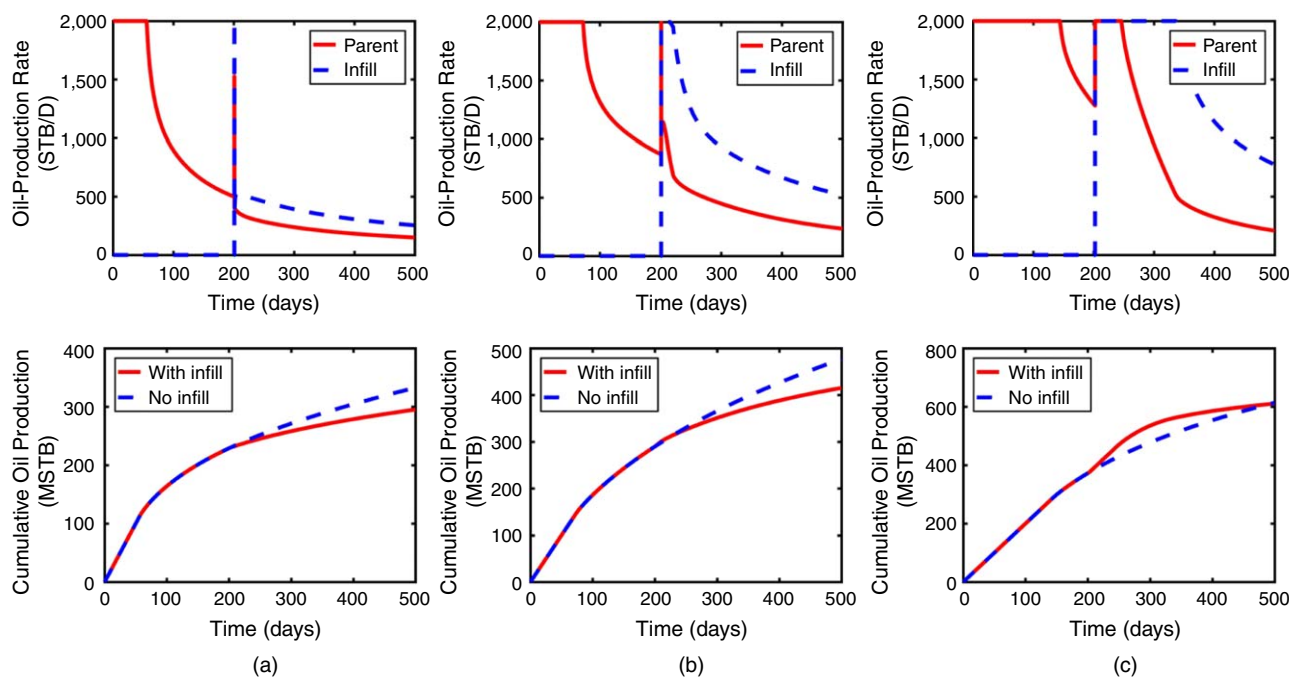 Oil-Production Rate
(STB/D)
2,000
1,500
1,000
500
0
Parent
Infill
0 100 200 300 400 500
Time (days)
Oil-Production Rate
(STB/D)
2,000
1,500
1,000
500
0
Parent
Infill
0 100 200 300 400 500
Time (days)
Oil-Production Rate
(STB/D)
2,000
1,500
1,000
500
0
Parent
Infill
0 100 200 300 400 500
Time (days)
Cumulative Oil Production
(MSTB)
400
300
200
100
0
With infill
No infill
0 100 200 300 400 500
Time (days)
(a)
Cumulative Oil Production
(MSTB)
500
400
300
200
100
0
With infill
No infill
0 100 200 300 400 500
Time (days)
(b)
Cumulative Oil Production
(MSTB)
800
600
400
200
0
With infill
No infill
0 100 200 300 400 500
Time (days)
(c)